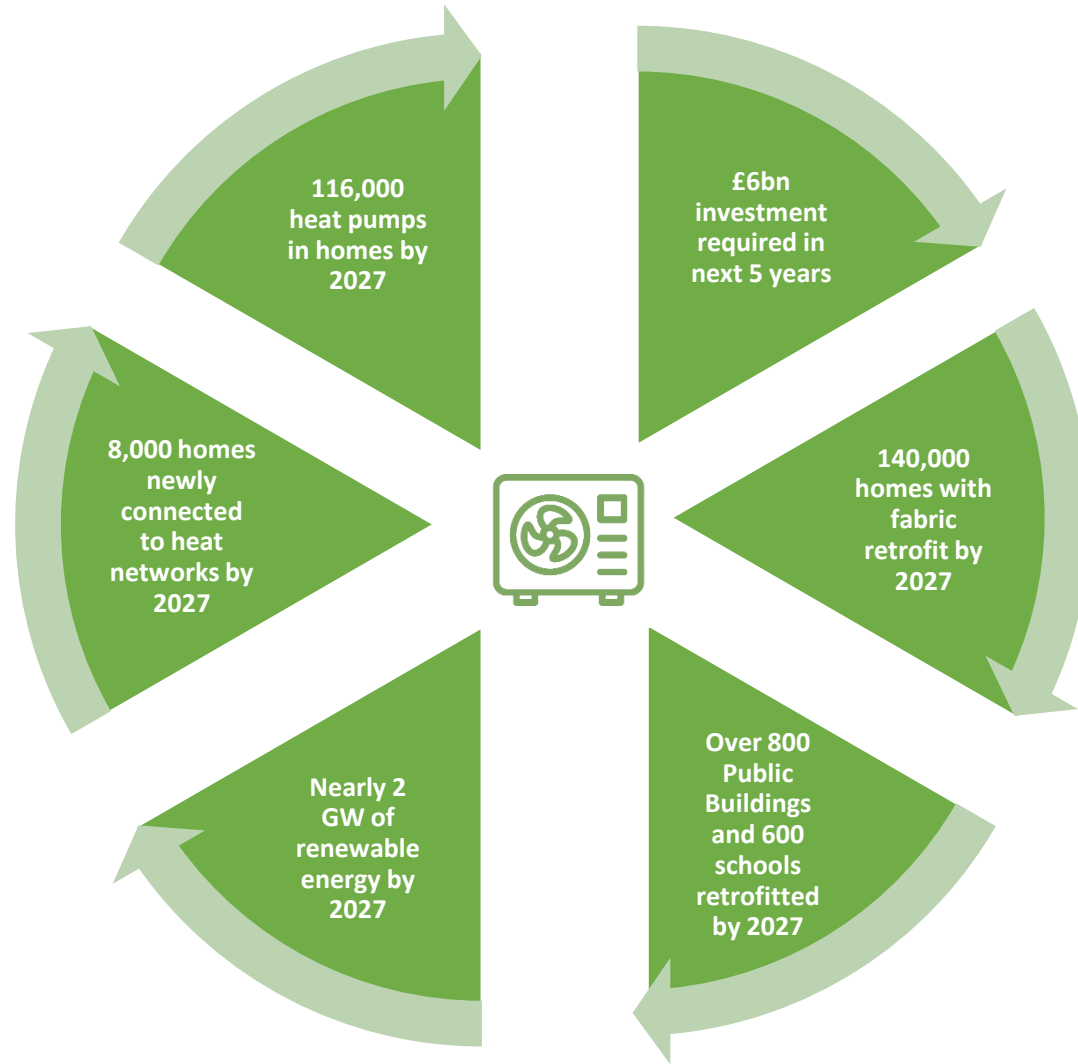 116,000
heat pumps
in homes by
2027
£6bn
investment
required in
next 5 years
8,000 homes
newly
connected
to heat
networks by
2027
140,000
homes with
fabric
retrofit by
2027
Nearly 2
GW of
renewable
energy by
2027
Over 800
Public
Buildings
and 600
schools
retrofitted
by 2027